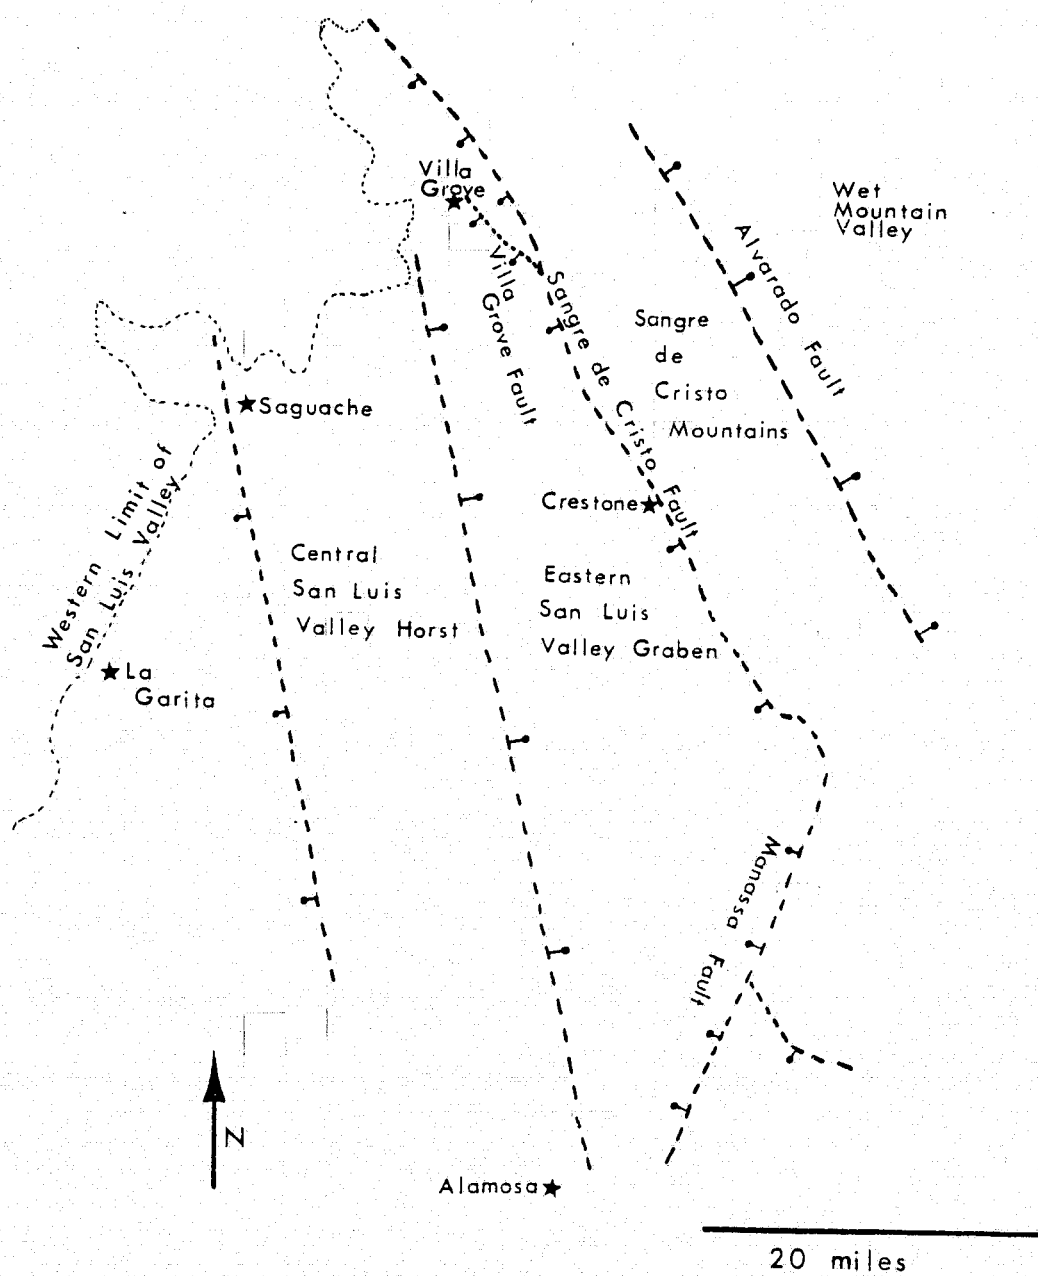 Villa
Grove
Wet
Mountain
Valley
Alvarado Fault
Villa
Grove Fault
Sangre de Cristo Fault
Sangre
de
Cristo
Mountains
Saguache
Western Limit of
San Luis Valley
Crestone
Central
San Luis
Valley Horst
Eastern
San Luis
Valley Graben
La
Garita
Manassa Fault
N
Alamosa
20 miles